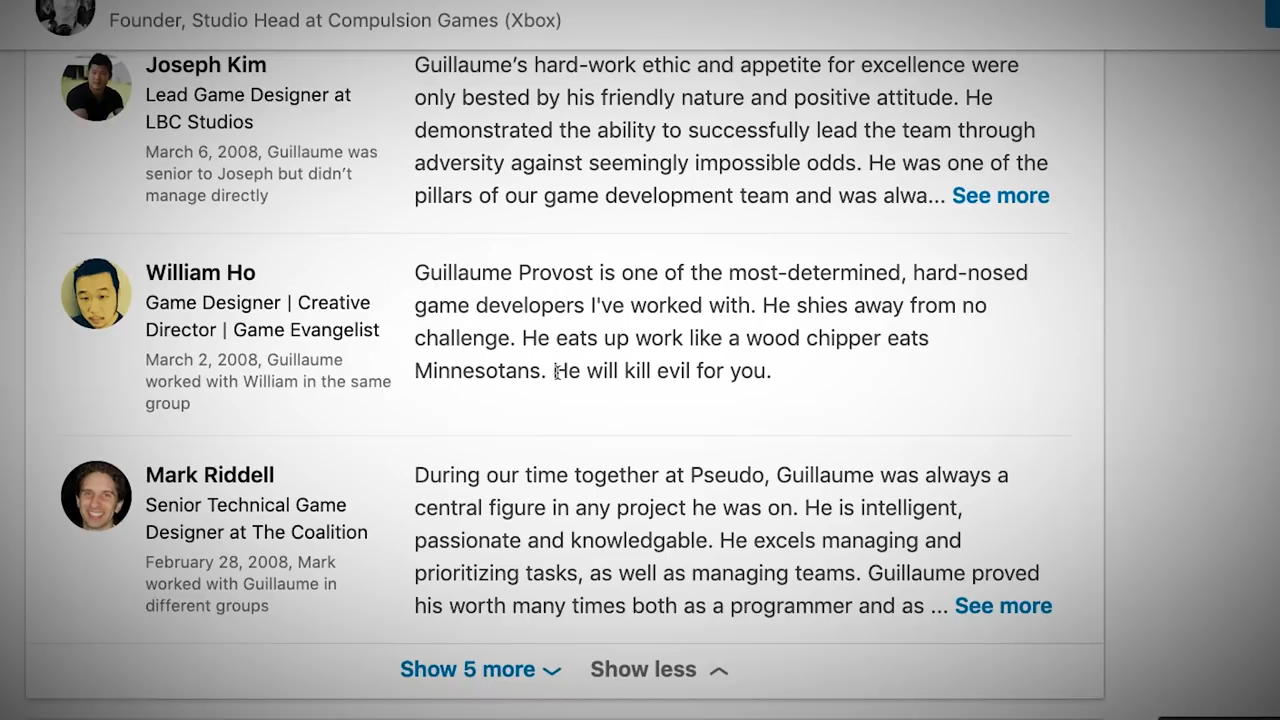 Founder, Studio Head at Compulsion Games (Xbox)
Joseph Kim
Lead Game Designer at
LBC Studios
March 6, 2008, Guillaume was
senior to Joseph but didn’t
manage directly
Guillaume’s hard-work ethic and appetite for excellence were
only bested by his friendly nature and positive attitude. He
demonstrated the ability to successfully lead the team through
adversity against seemingly impossible odds. He was one of the
pillars of our game development team and was alwa... See more
William Ho
Game Designer | Creative
Director | Game Evangelist
March 2, 2008, Guillaume
worked with William in the same
group
Guillaume Provost is one of the most-determined, hard-nosed
game developers I've worked with. He shies away from no
challenge. He eats up work like a wood chipper eats
Minnesotans. He will kill evil for you.
Mark Riddell
Senior Technical Game
Designer at The Coalition
February 28, 2008, Mark
worked with Guillaume in
different groups
During our time together at Pseudo, Guillaume was always a
central figure in any project he was on. He is intelligent,
passionate and knowledgable. He excels managing and
prioritizing tasks, as well as managing teams. Guillaume proved
his worth many times both as a programmer and as ... See more
Show 5 more
Show less